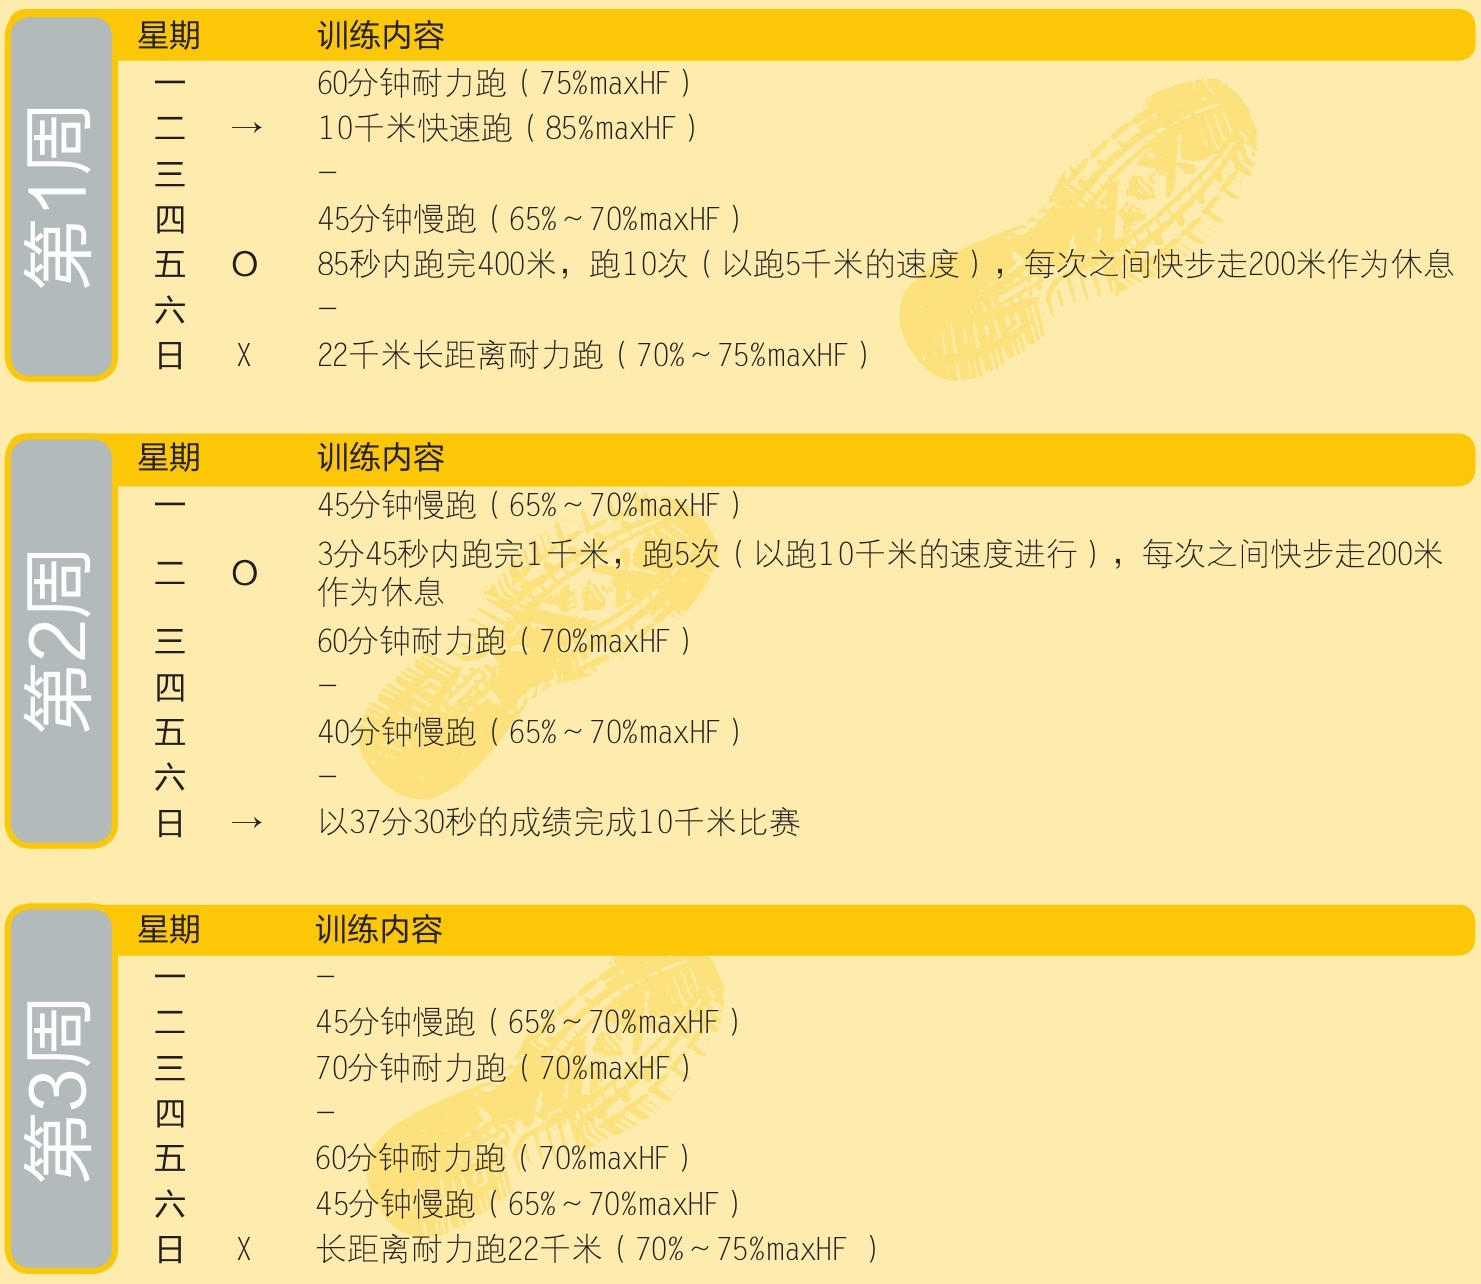 第1周
星期 训练内容
一 60分钟耐力跑（75%maxHF）
二 → 10千米快速跑（85%maxHF）
三 –
四 45分钟慢跑（65%～70%maxHF）
五 O 85秒内跑完400米，跑10次（以跑5千米的速度），每次之间快步走200米作为休息
六 –
日 X 22千米长距离耐力跑（70%～75%maxHF）
第2周
星期 训练内容
一 45分钟慢跑（65%～70%maxHF）
二 O 3分45秒内跑完1千米，跑5次（以跑10千米的速度进行），每次之间快步走200米
作为休息
三 60分钟耐力跑（70%maxHF）
四 –
五 40分钟慢跑（65%～70%maxHF）
六 –
日 → 以37分30秒的成绩完成10千米比赛
第3周
星期 训练内容
一 –
二 45分钟慢跑（65%～70%maxHF）
三 70分钟耐力跑（70%maxHF）
四 –
五 60分钟耐力跑（70%maxHF）
六 45分钟慢跑（65%～70%maxHF）
日 X 长距离耐力跑22千米（70%～75%maxHF ）